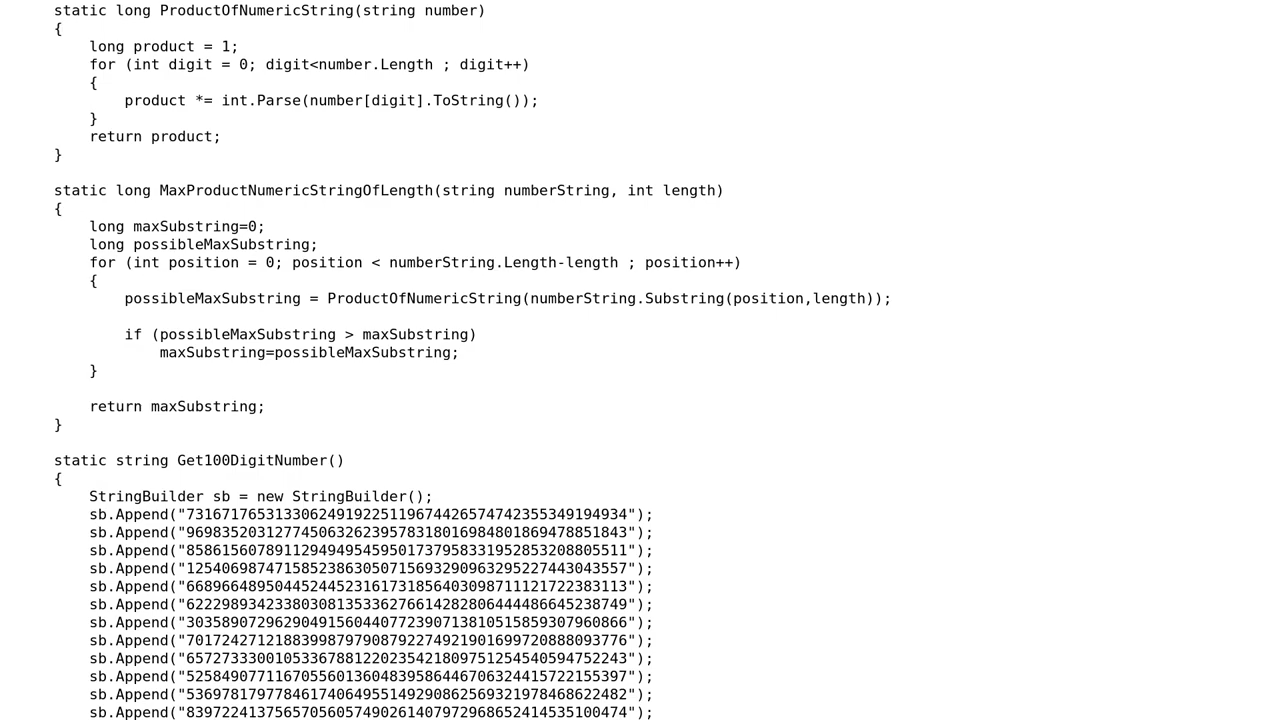 static long ProductOfNumericString(string number)
{
long product = 1;
for (int digit = 0; digit<number.Length ; digit++)
{
product *= int.Parse(number[digit].ToString());
}
return product;
}
static long MaxProductNumericStringOfLength(string numberString, int length)
{
long maxSubstring=0;
long possibleMaxSubstring;
for (int position = 0; position < numberString.Length-length ; position++)
{
possibleMaxSubstring = ProductOfNumericString(numberString.Substring(position,length));
if (possibleMaxSubstring > maxSubstring)
maxSubstring=possibleMaxSubstring;
}
return maxSubstring;
}
static string Get100DigitNumber()
{
StringBuilder sb = new StringBuilder();
sb.Append("73167176531330624919225119674426574742355349194934");
sb.Append("96983520312774506326239578318016984801869478851843");
sb.Append("85861560789112949495459501737958331952853208805511");
sb.Append("12540698747158523863050715693290963295227443043557");
sb.Append("66896648950445244523161731856403098711121722383113");
sb.Append("62229893423380308135336276614282806444486645238749");
sb.Append("30358907296290491560440772390713810515859307960866");
sb.Append("70172427121883998797908792274921901699720888093776");
sb.Append("65727333001053367881220235421809751254540594752243");
sb.Append("52584907711670556013604839586446706324415722155397");
sb.Append("53697817977846174064955149290862569321978468622482");
sb.Append("83972241375657056057490261407972968652414535100474");